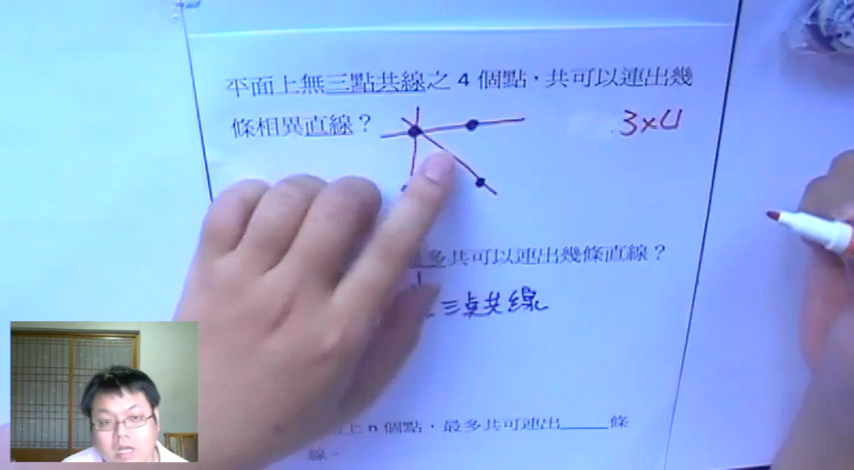 平面上無三點共線之 4 個點，共可以連出幾
條相異直線？
3×4
多共可以連出幾條直線？
三點共線
上 n 個點，最多共可連出____條
線。